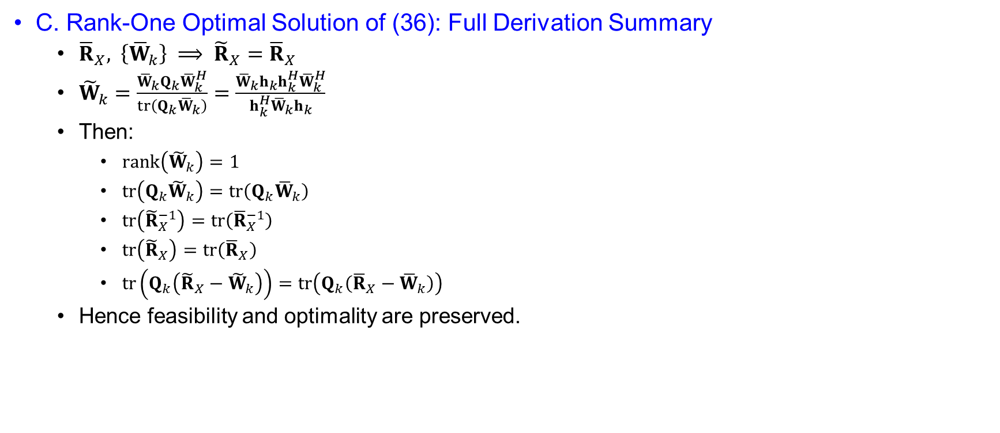 • C. Rank-One Optimal Solution of (36): Full Derivation Summary
• R̄_X, {W̄_k} ⟹ R̃_X = R̄_X
• W̃_k = (W̄_k Q_k W̄_k^H)/(tr(Q_k W̄_k)) = (W̄_k h_k h_k^H W̄_k^H)/(h_k^H W̄_k h_k)
• Then:
• rank(W̃_k) = 1
• tr(Q_k W̃_k) = tr(Q_k W̄_k)
• tr(R̃_X^{−1}) = tr(R̄_X^{−1})
• tr(R̃_X) = tr(R̄_X)
• tr(Q_k(R̃_X − W̃_k)) = tr(Q_k(R̄_X − W̄_k))
• Hence feasibility and optimality are preserved.